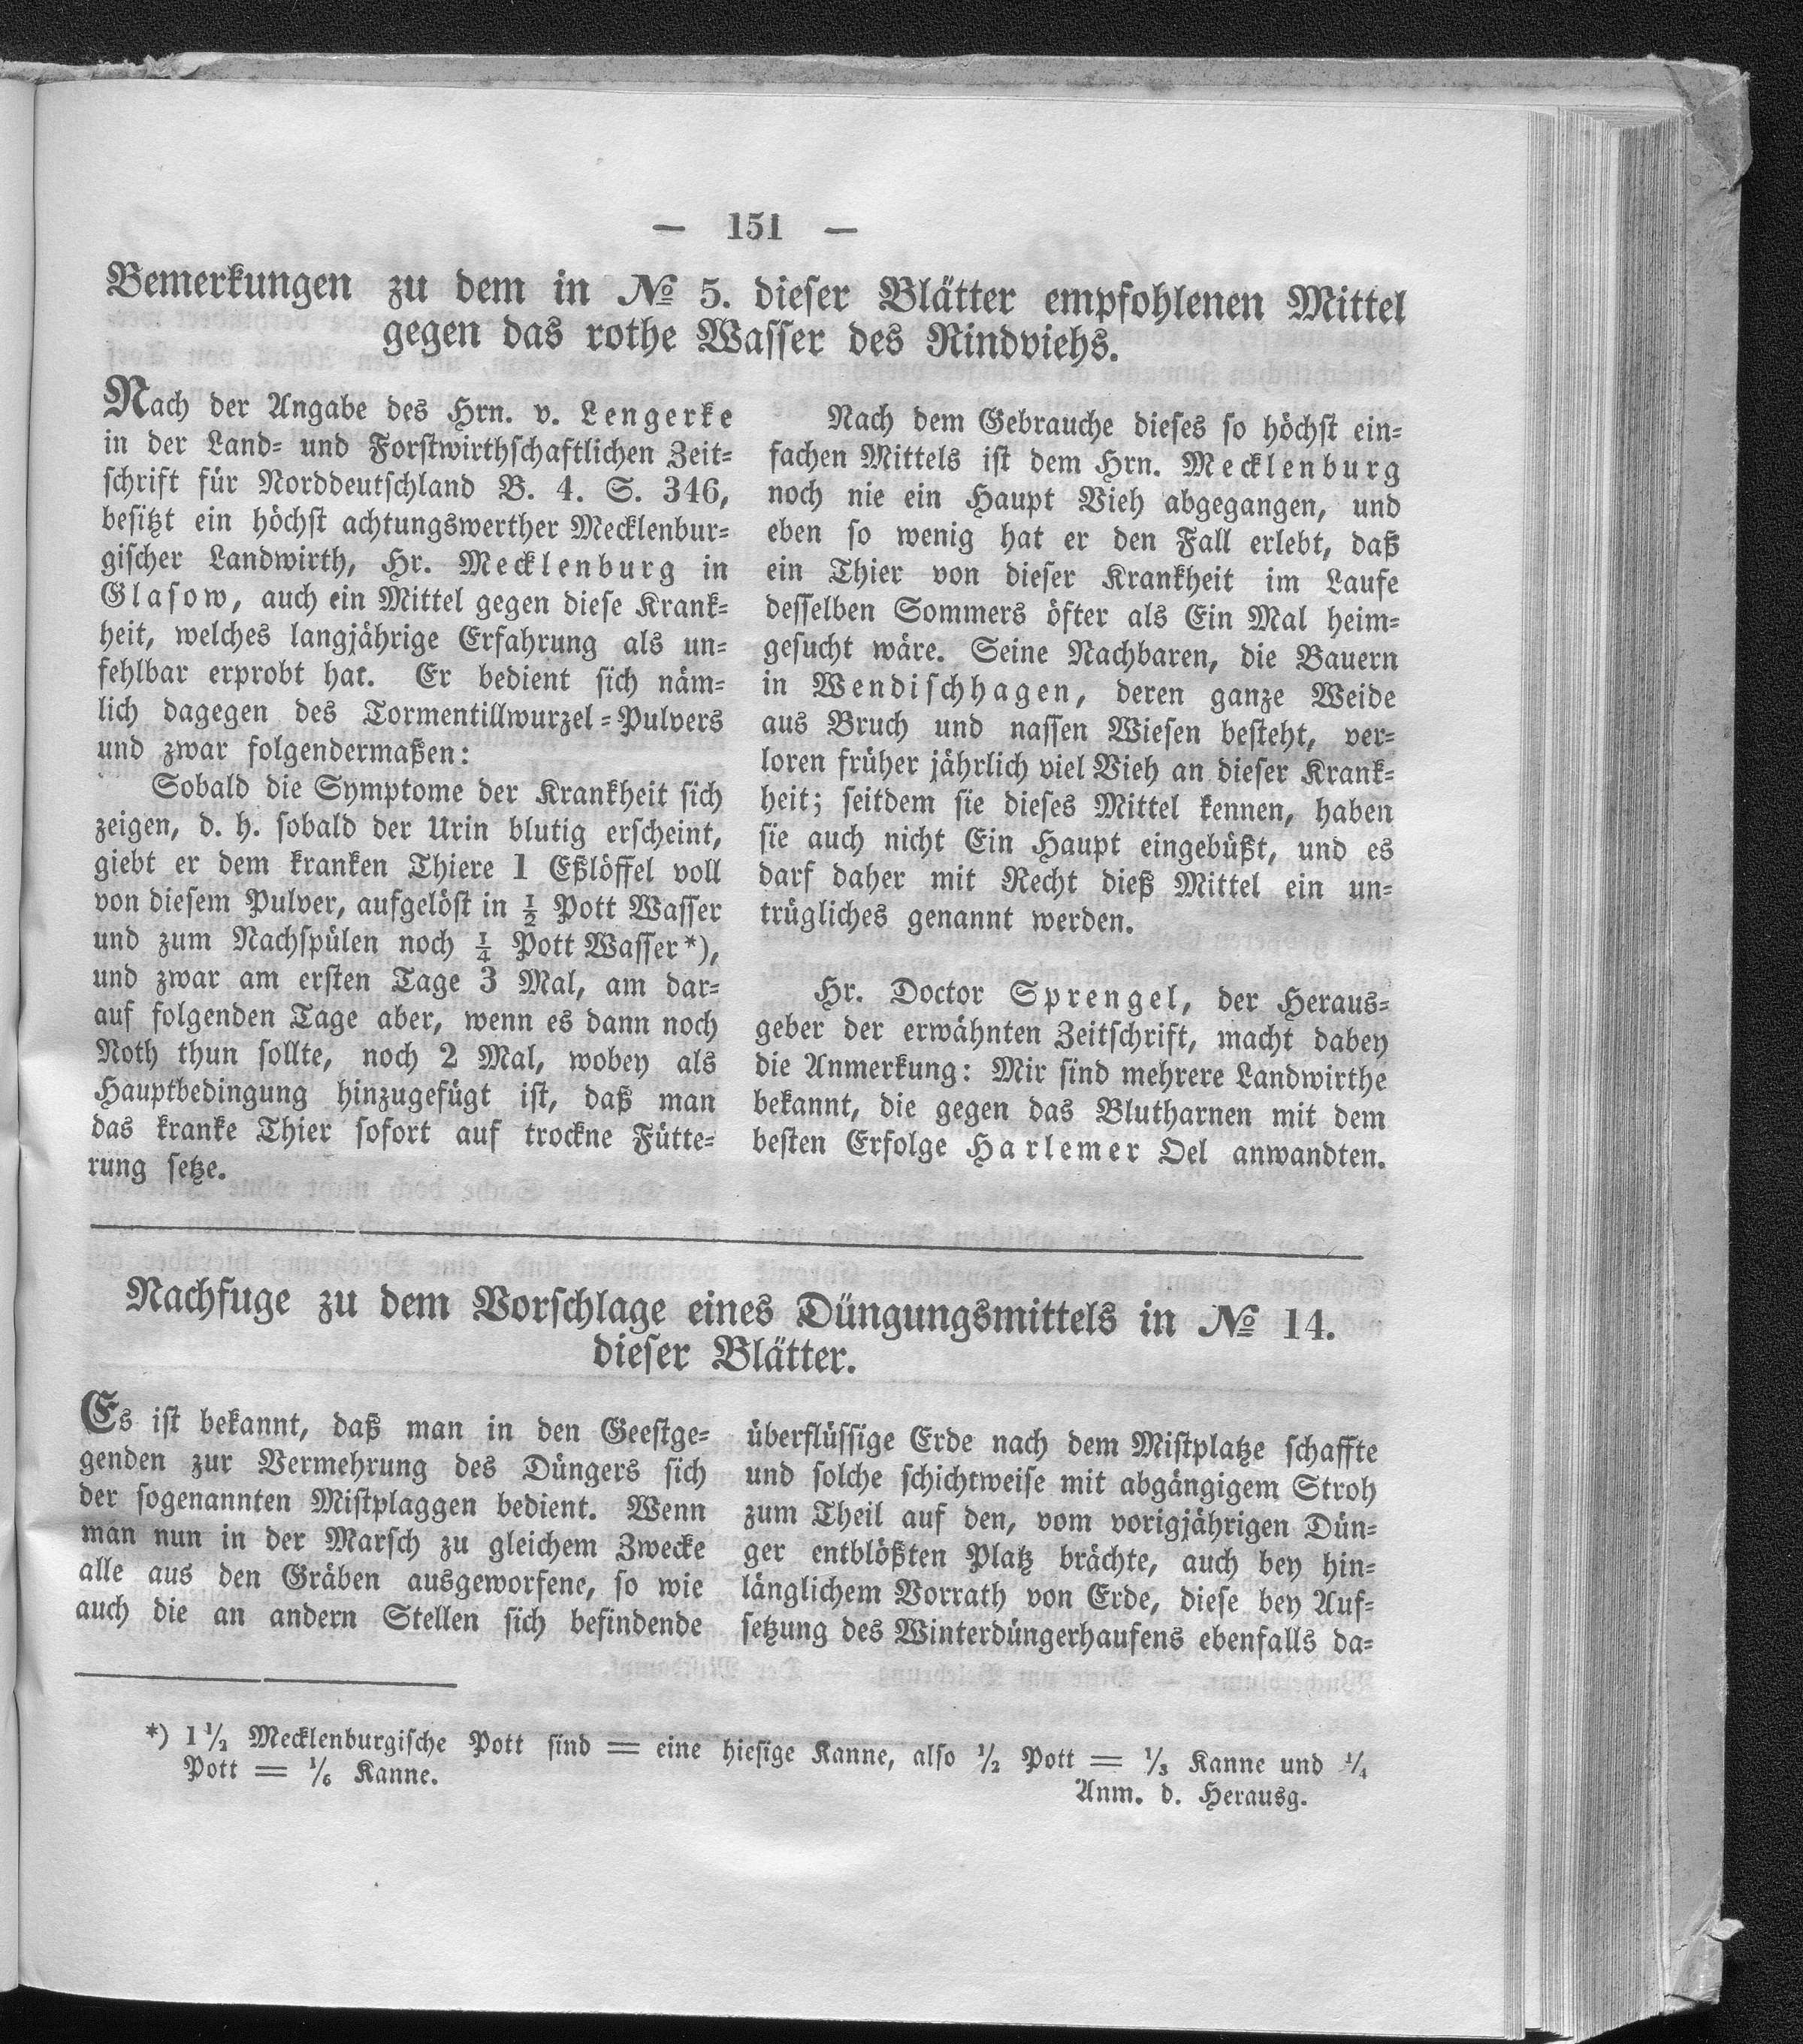 — 151 —
Bemerkungen zu dem in № 5. dieser Blätter empfohlenen Mittel
gegen das rothe Wasser des Rindviehs.
Nach der Angabe des Hrn. v. Lengerke
in der Land- und Forstwirthschaftlichen Zeit-
schrift für Norddeutschland B. 4. S. 346,
besitzt ein höchst achtungswerther Mecklenbur-
gischer Landwirth, Hr. Mecklenburg in
Glasow, auch ein Mittel gegen diese Krank-
heit, welches langjährige Erfahrung als un-
fehlbar erprobt hat. Er bedient sich näm-
lich dagegen des Tormentillwurzel-Pulvers
und zwar folgendermaßen:
Sobald die Symptome der Krankheit sich
zeigen, d. h. sobald der Urin blutig erscheint,
giebt er dem kranken Thiere 1 Eßlöffel voll
von diesem Pulver, aufgelöst in ½ Pott Wasser
und zum Nachspülen noch ¼ Pott Wasser*),
und zwar am ersten Tage 3 Mal, am dar-
auf folgenden Tage aber, wenn es dann noch
Noth thun sollte, noch 2 Mal, wobey als
Hauptbedingung hinzugefügt ist, daß man
das kranke Thier sofort auf trockne Fütte-
rung setze.
Nach dem Gebrauche dieses so höchst ein-
fachen Mittels ist dem Hrn. Mecklenburg
noch nie ein Haupt Vieh abgegangen, und
eben so wenig hat er den Fall erlebt, daß
ein Thier von dieser Krankheit im Laufe
desselben Sommers öfter als Ein Mal heim-
gesucht wäre. Seine Nachbaren, die Bauern
in Wendischhagen, deren ganze Weide
aus Bruch und nassen Wiesen besteht, ver-
loren früher jährlich viel Vieh an dieser Krank-
heit; seitdem sie dieses Mittel kennen, haben
sie auch nicht Ein Haupt eingebüßt, und es
darf daher mit Recht dieß Mittel ein un-
trügliches genannt werden.
Hr. Doctor Sprengel, der Heraus-
geber der erwähnten Zeitschrift, macht dabey
die Anmerkung: Mir sind mehrere Landwirthe
bekannt, die gegen das Blutharnen mit dem
besten Erfolge Harlemer Oel anwandten.
Nachfuge zu dem Vorschlage eines Düngungsmittels in № 14.
dieser Blätter.
Es ist bekannt, daß man in den Geestge-
genden zur Vermehrung des Düngers sich
der sogenannten Mistplaggen bedient. Wenn
man nun in der Marsch zu gleichem Zwecke
alle aus den Gräben ausgeworfene, so wie
auch die an andern Stellen sich befindende
überflüssige Erde nach dem Mistplatze schaffte
und solche schichtweise mit abgängigem Stroh
zum Theil auf den, vom vorigjährigen Dün-
ger entblößten Platz brächte, auch bey hin-
länglichem Vorrath von Erde, diese bey Auf-
setzung des Winterdüngerhaufens ebenfalls da-
*) 1½ Mecklenburgische Pott sind = eine hiesige Kanne, also ½ Pott = ⅓ Kanne und ¼
Pott = ⅙ Kanne.
Anm. d. Herausg.